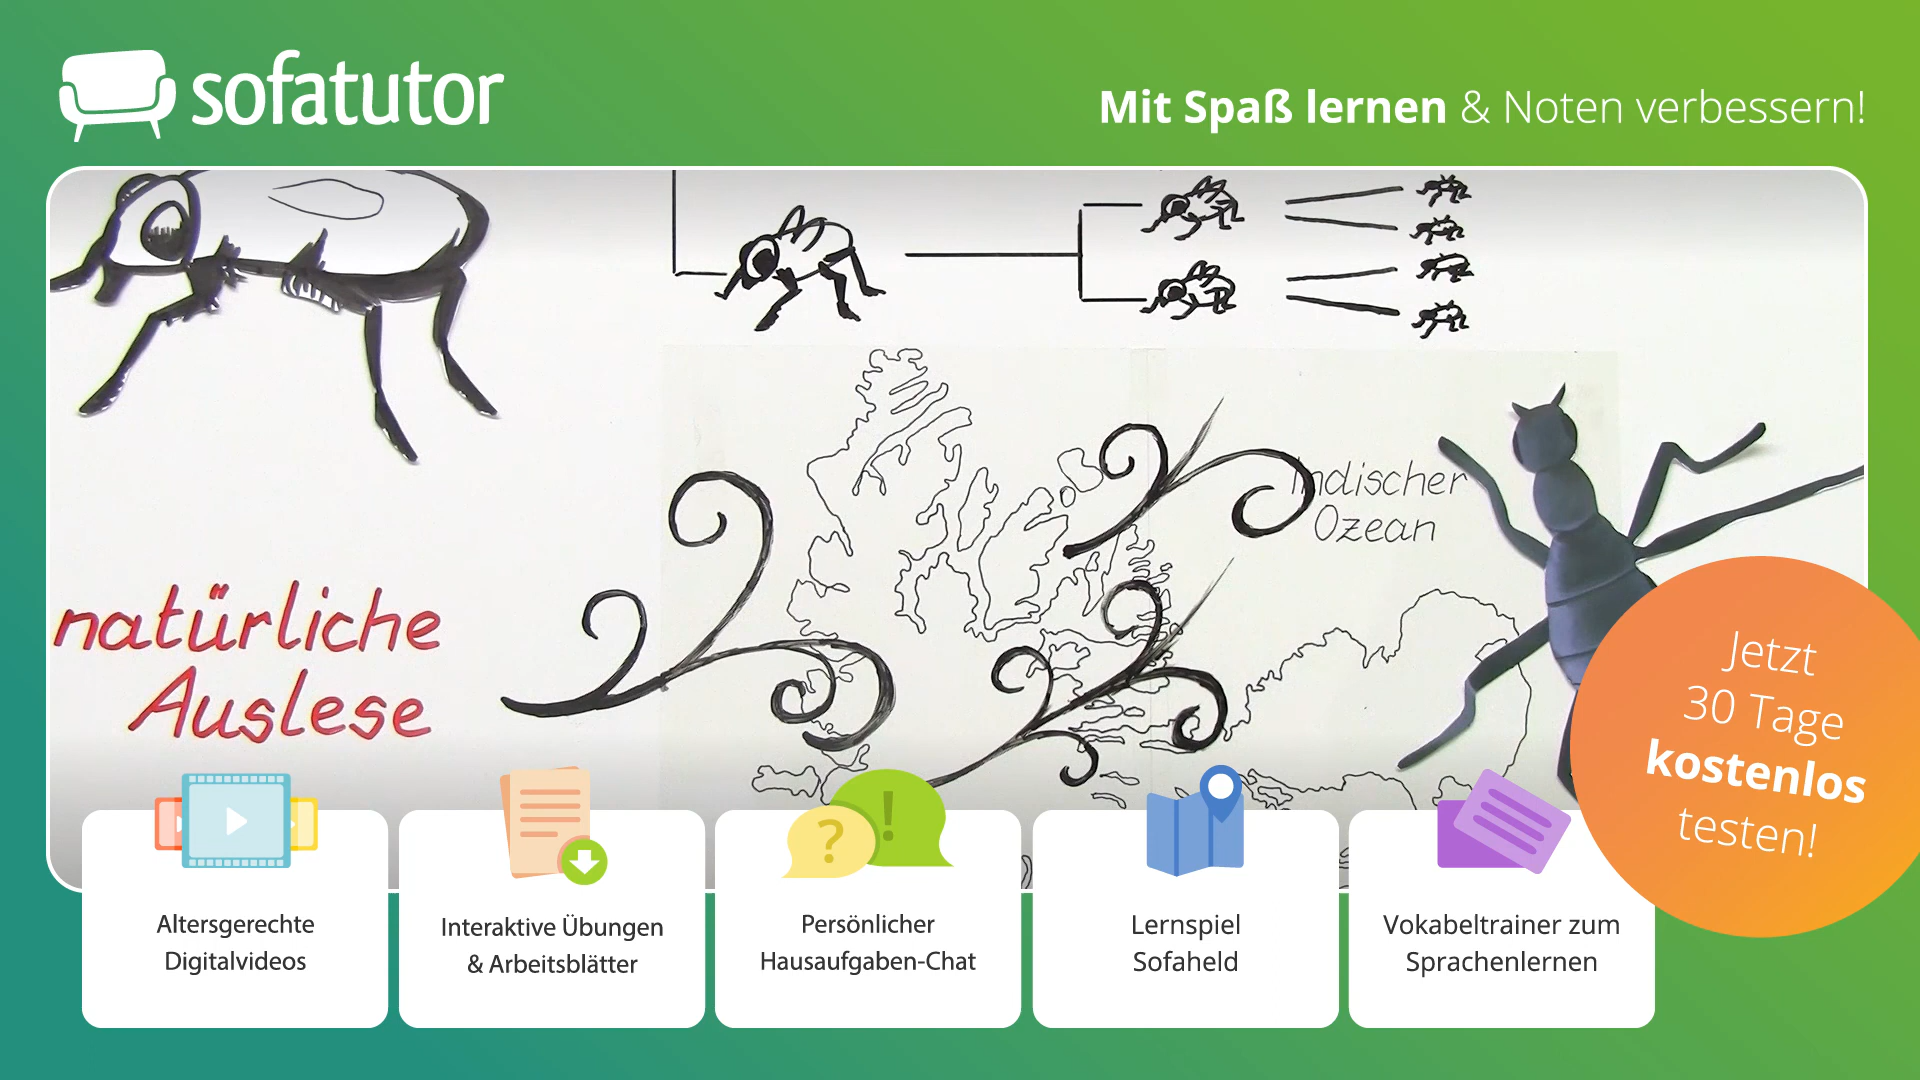 sofatutor
Mit Spaß lernen & Noten verbessern!
Indischer
Ozean
natürliche
Auslese
Jetzt
30 Tage
kostenlos
testen!
?
!
Altersgerechte
Digitalvideos
Interaktive Übungen
& Arbeitsblätter
Persönlicher
Hausaufgaben-Chat
Lernspiel
Sofaheld
Vokabeltrainer zum
Sprachenlernen